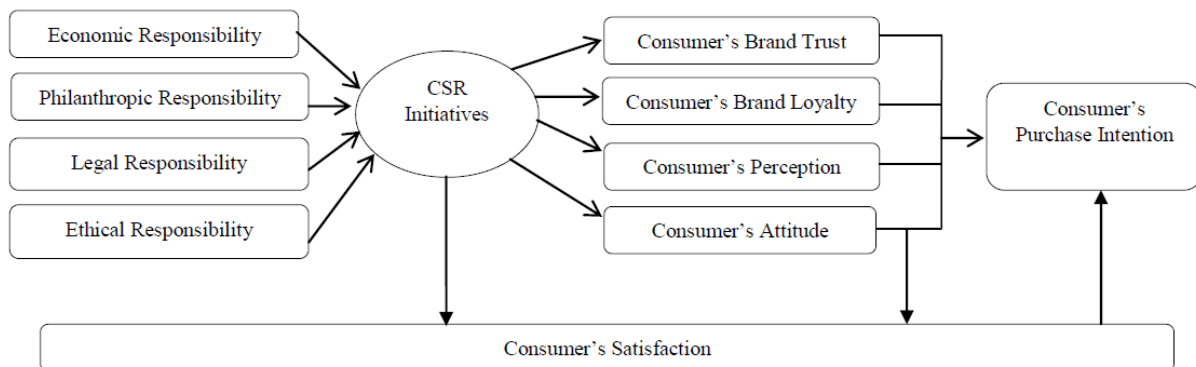 Economic Responsibility
Philanthropic Responsibility
Legal Responsibility
Ethical Responsibility
CSR
Initiatives
Consumer’s Brand Trust
Consumer’s Brand Loyalty
Consumer’s Perception
Consumer’s Attitude
Consumer’s
Purchase Intention
Consumer’s Satisfaction